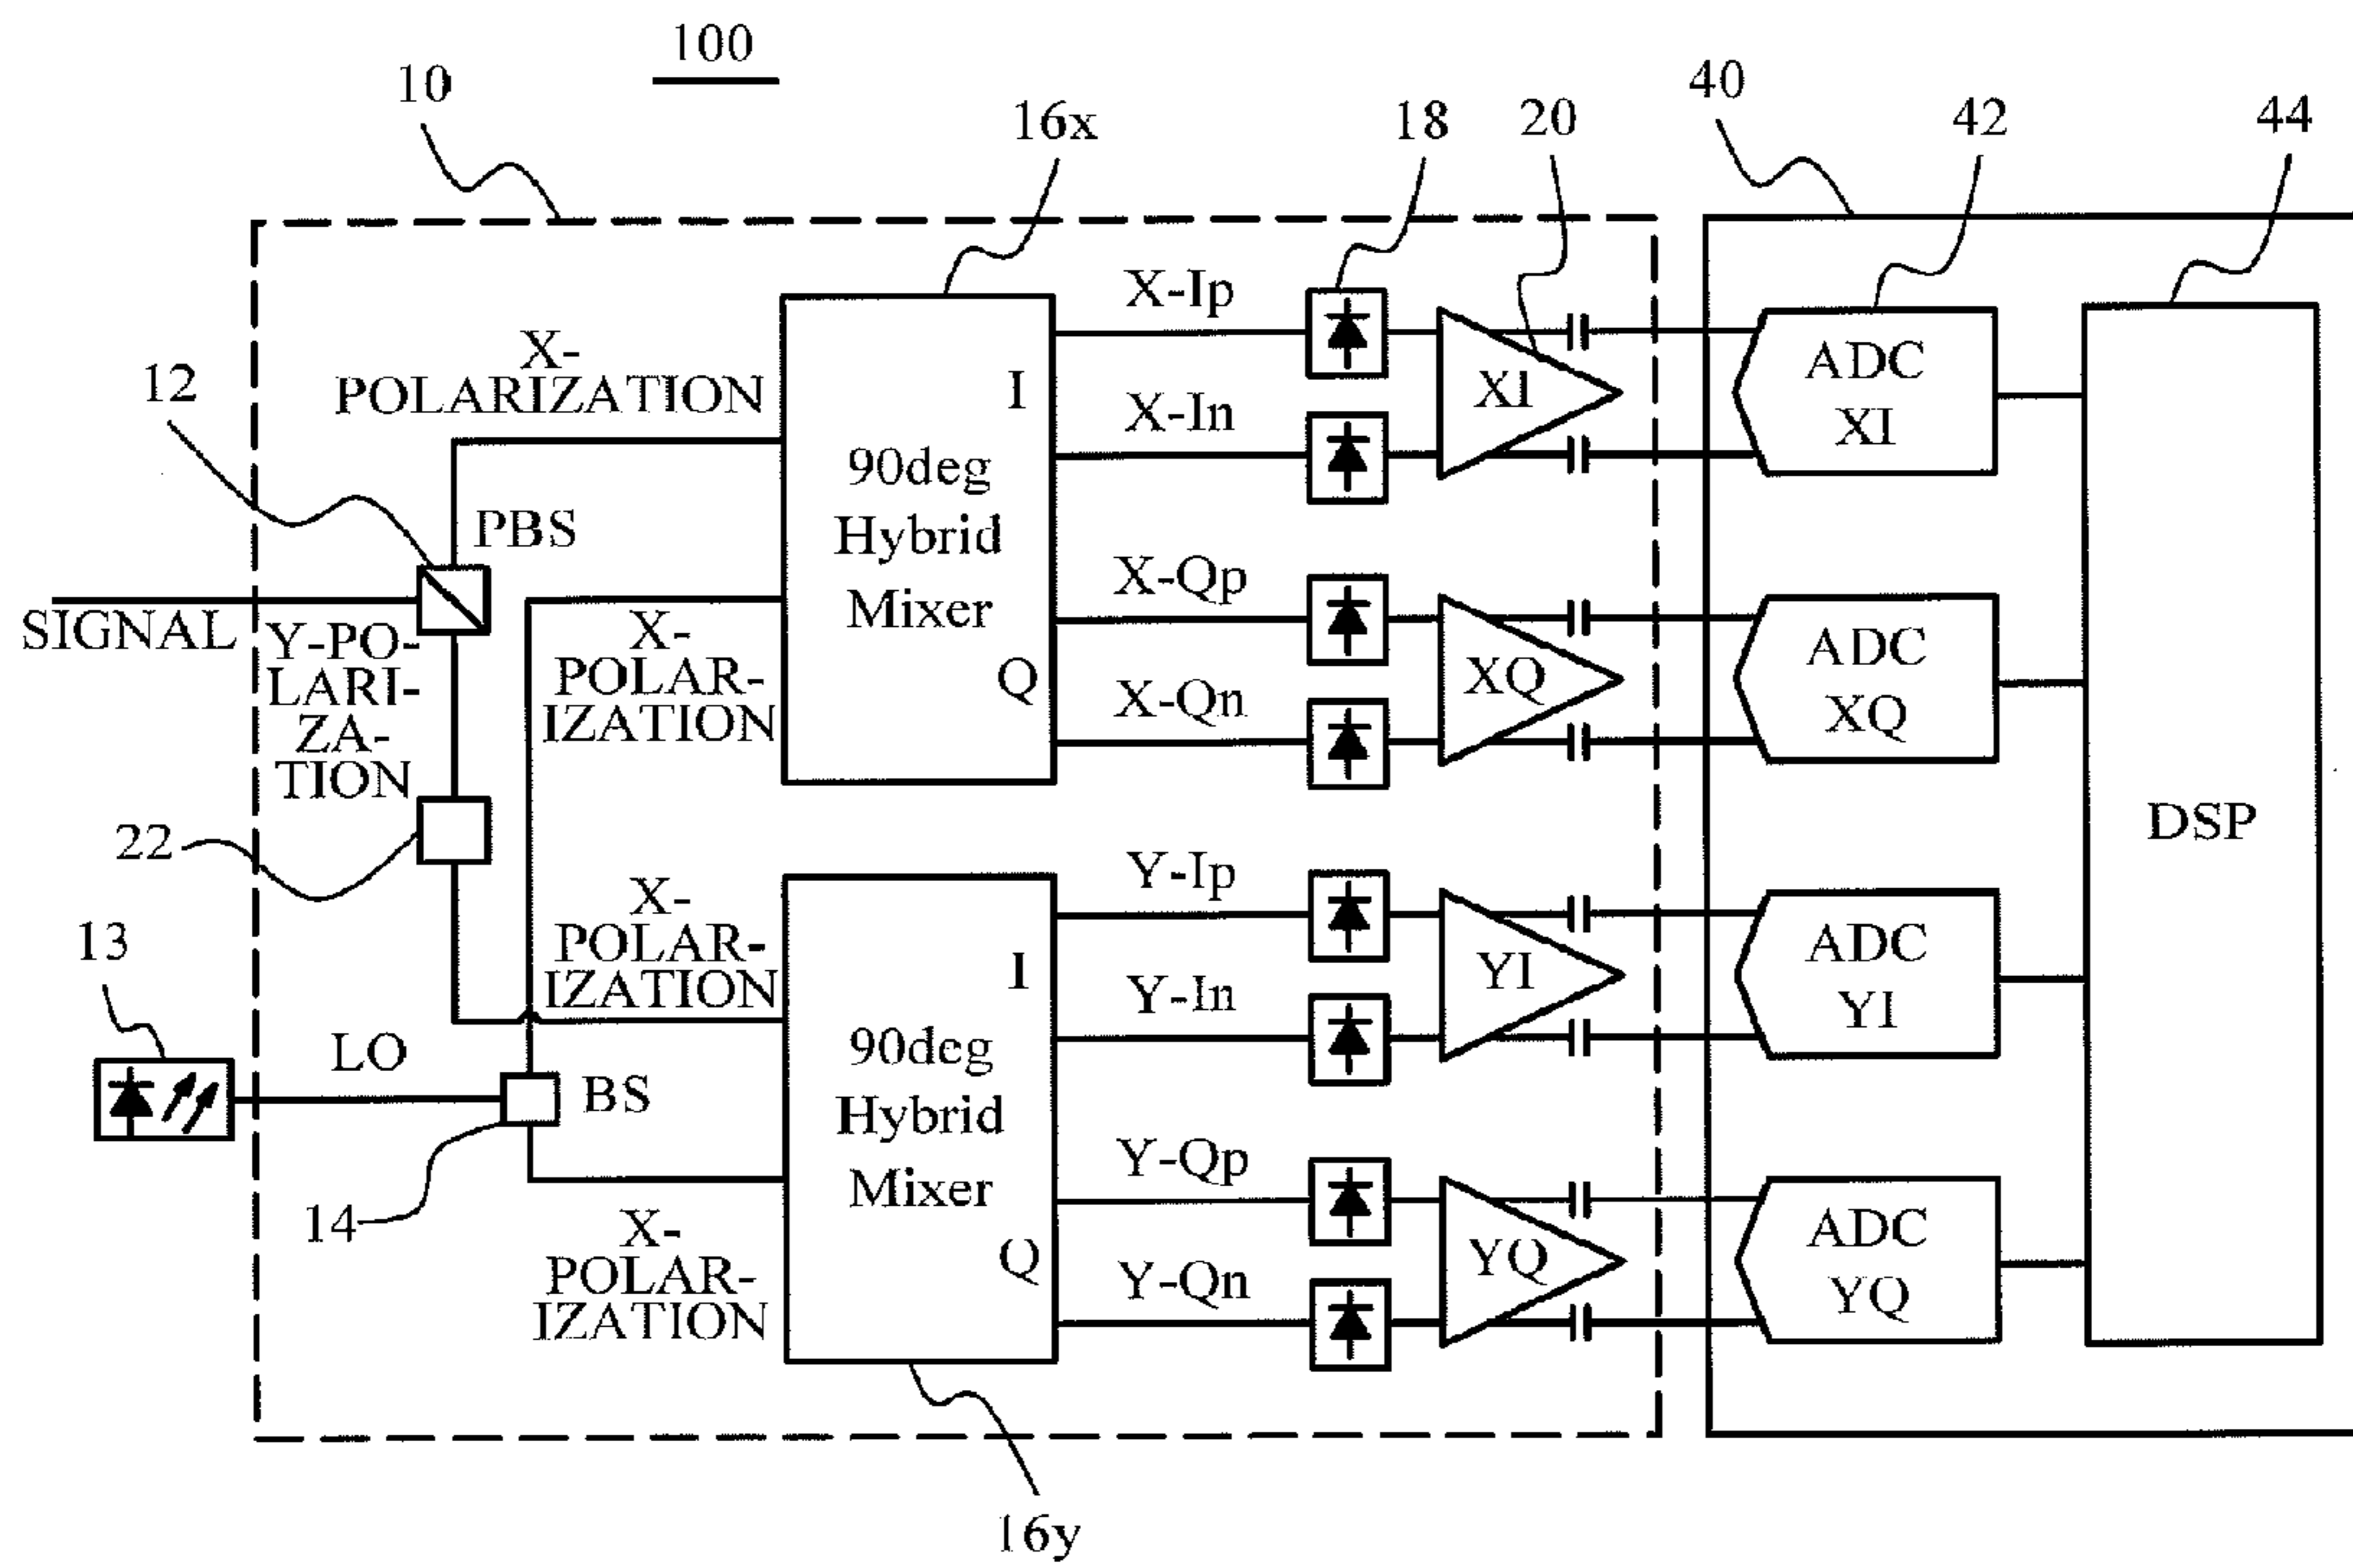 100
10
40
16x
18
20
42
44
X-Ip
X-
POLARIZATION
12
I
XI
ADC
XI
X-In
90deg
Hybrid
Mixer
PBS
X-Qp
SIGNAL
Y-PO-
LARI-
ZA-
TION
X-
POLAR-
IZATION
Q
XQ
ADC
XQ
X-Qn
DSP
22
Y-Ip
X-
POLAR-
IZATION
13
I
YI
ADC
YI
Y-In
LO
90deg
Hybrid
Mixer
BS
Y-Qp
14
X-
POLAR-
IZATION
Q
YQ
ADC
YQ
Y-Qn
16y